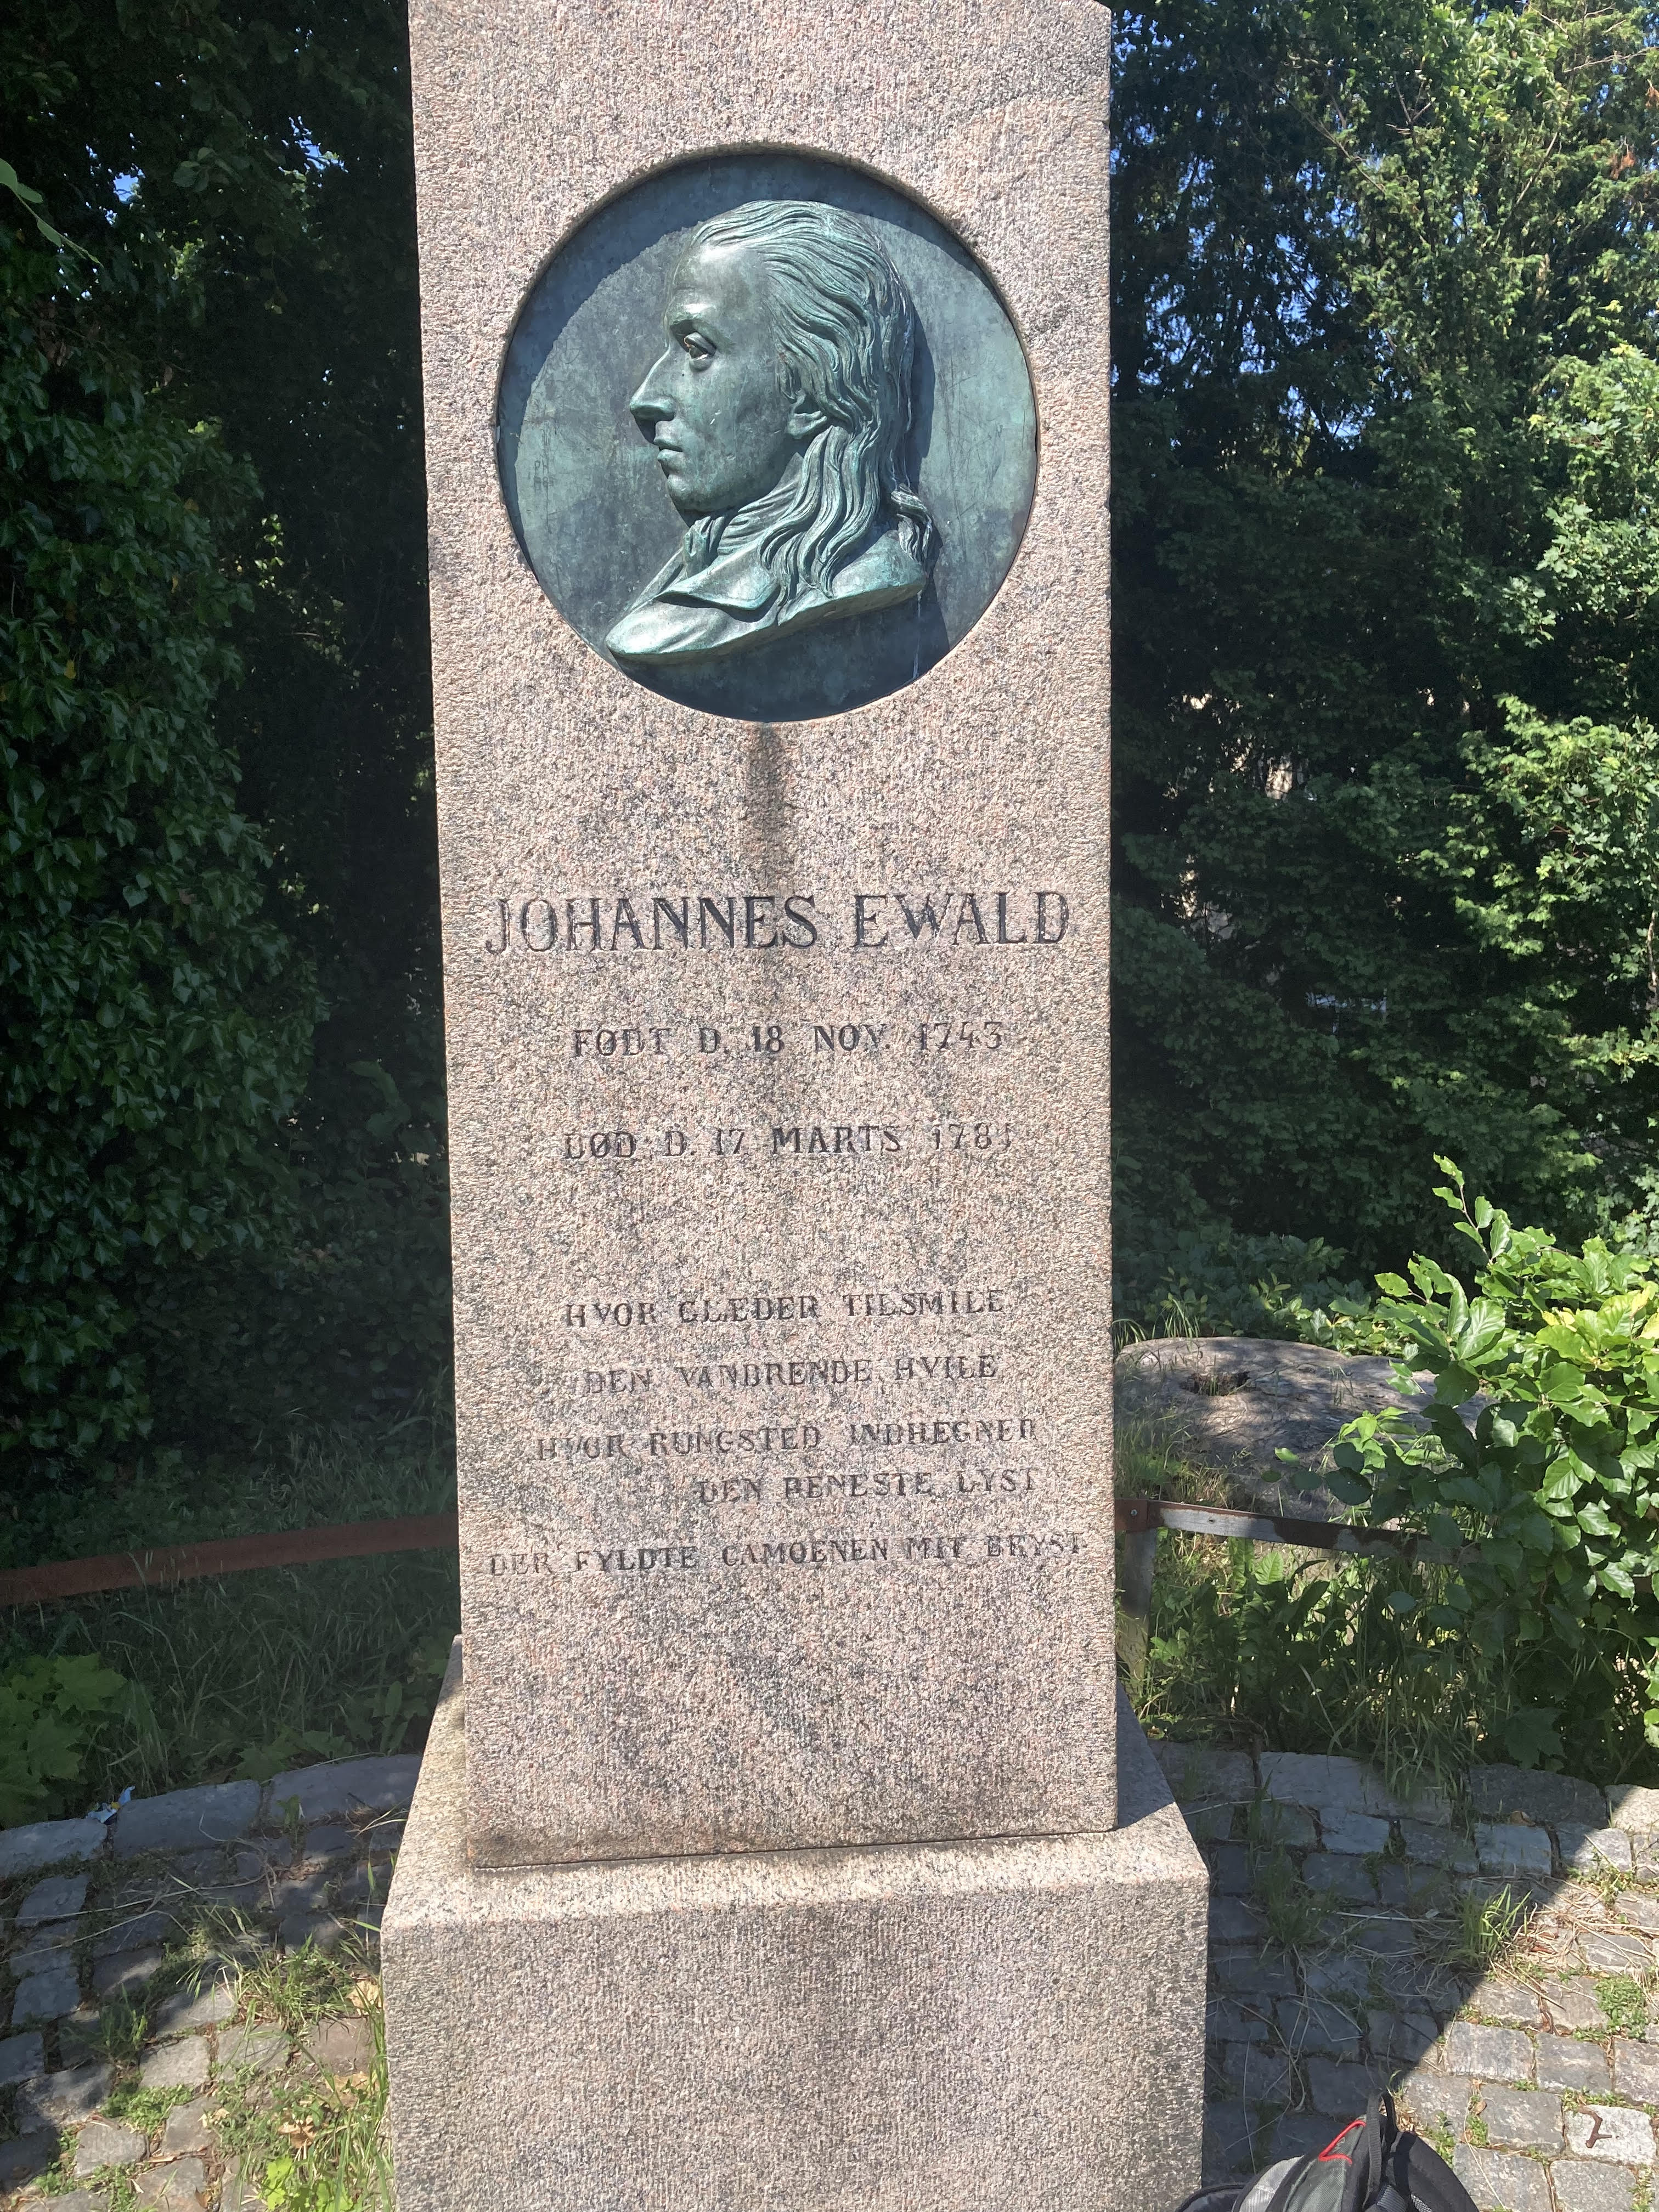 JOHANNES EWALD
FØDT D. 18 NOV. 1743
DØD D. 17 MARTS 1781
HVOR GLÆDER TILSMILE
DEN VANDRENDE HVILE
HVOR RUNGSTED INDHEGNER
DEN RENESTE LYST
DER FYLDTE CAMOENEN MIT BRYST